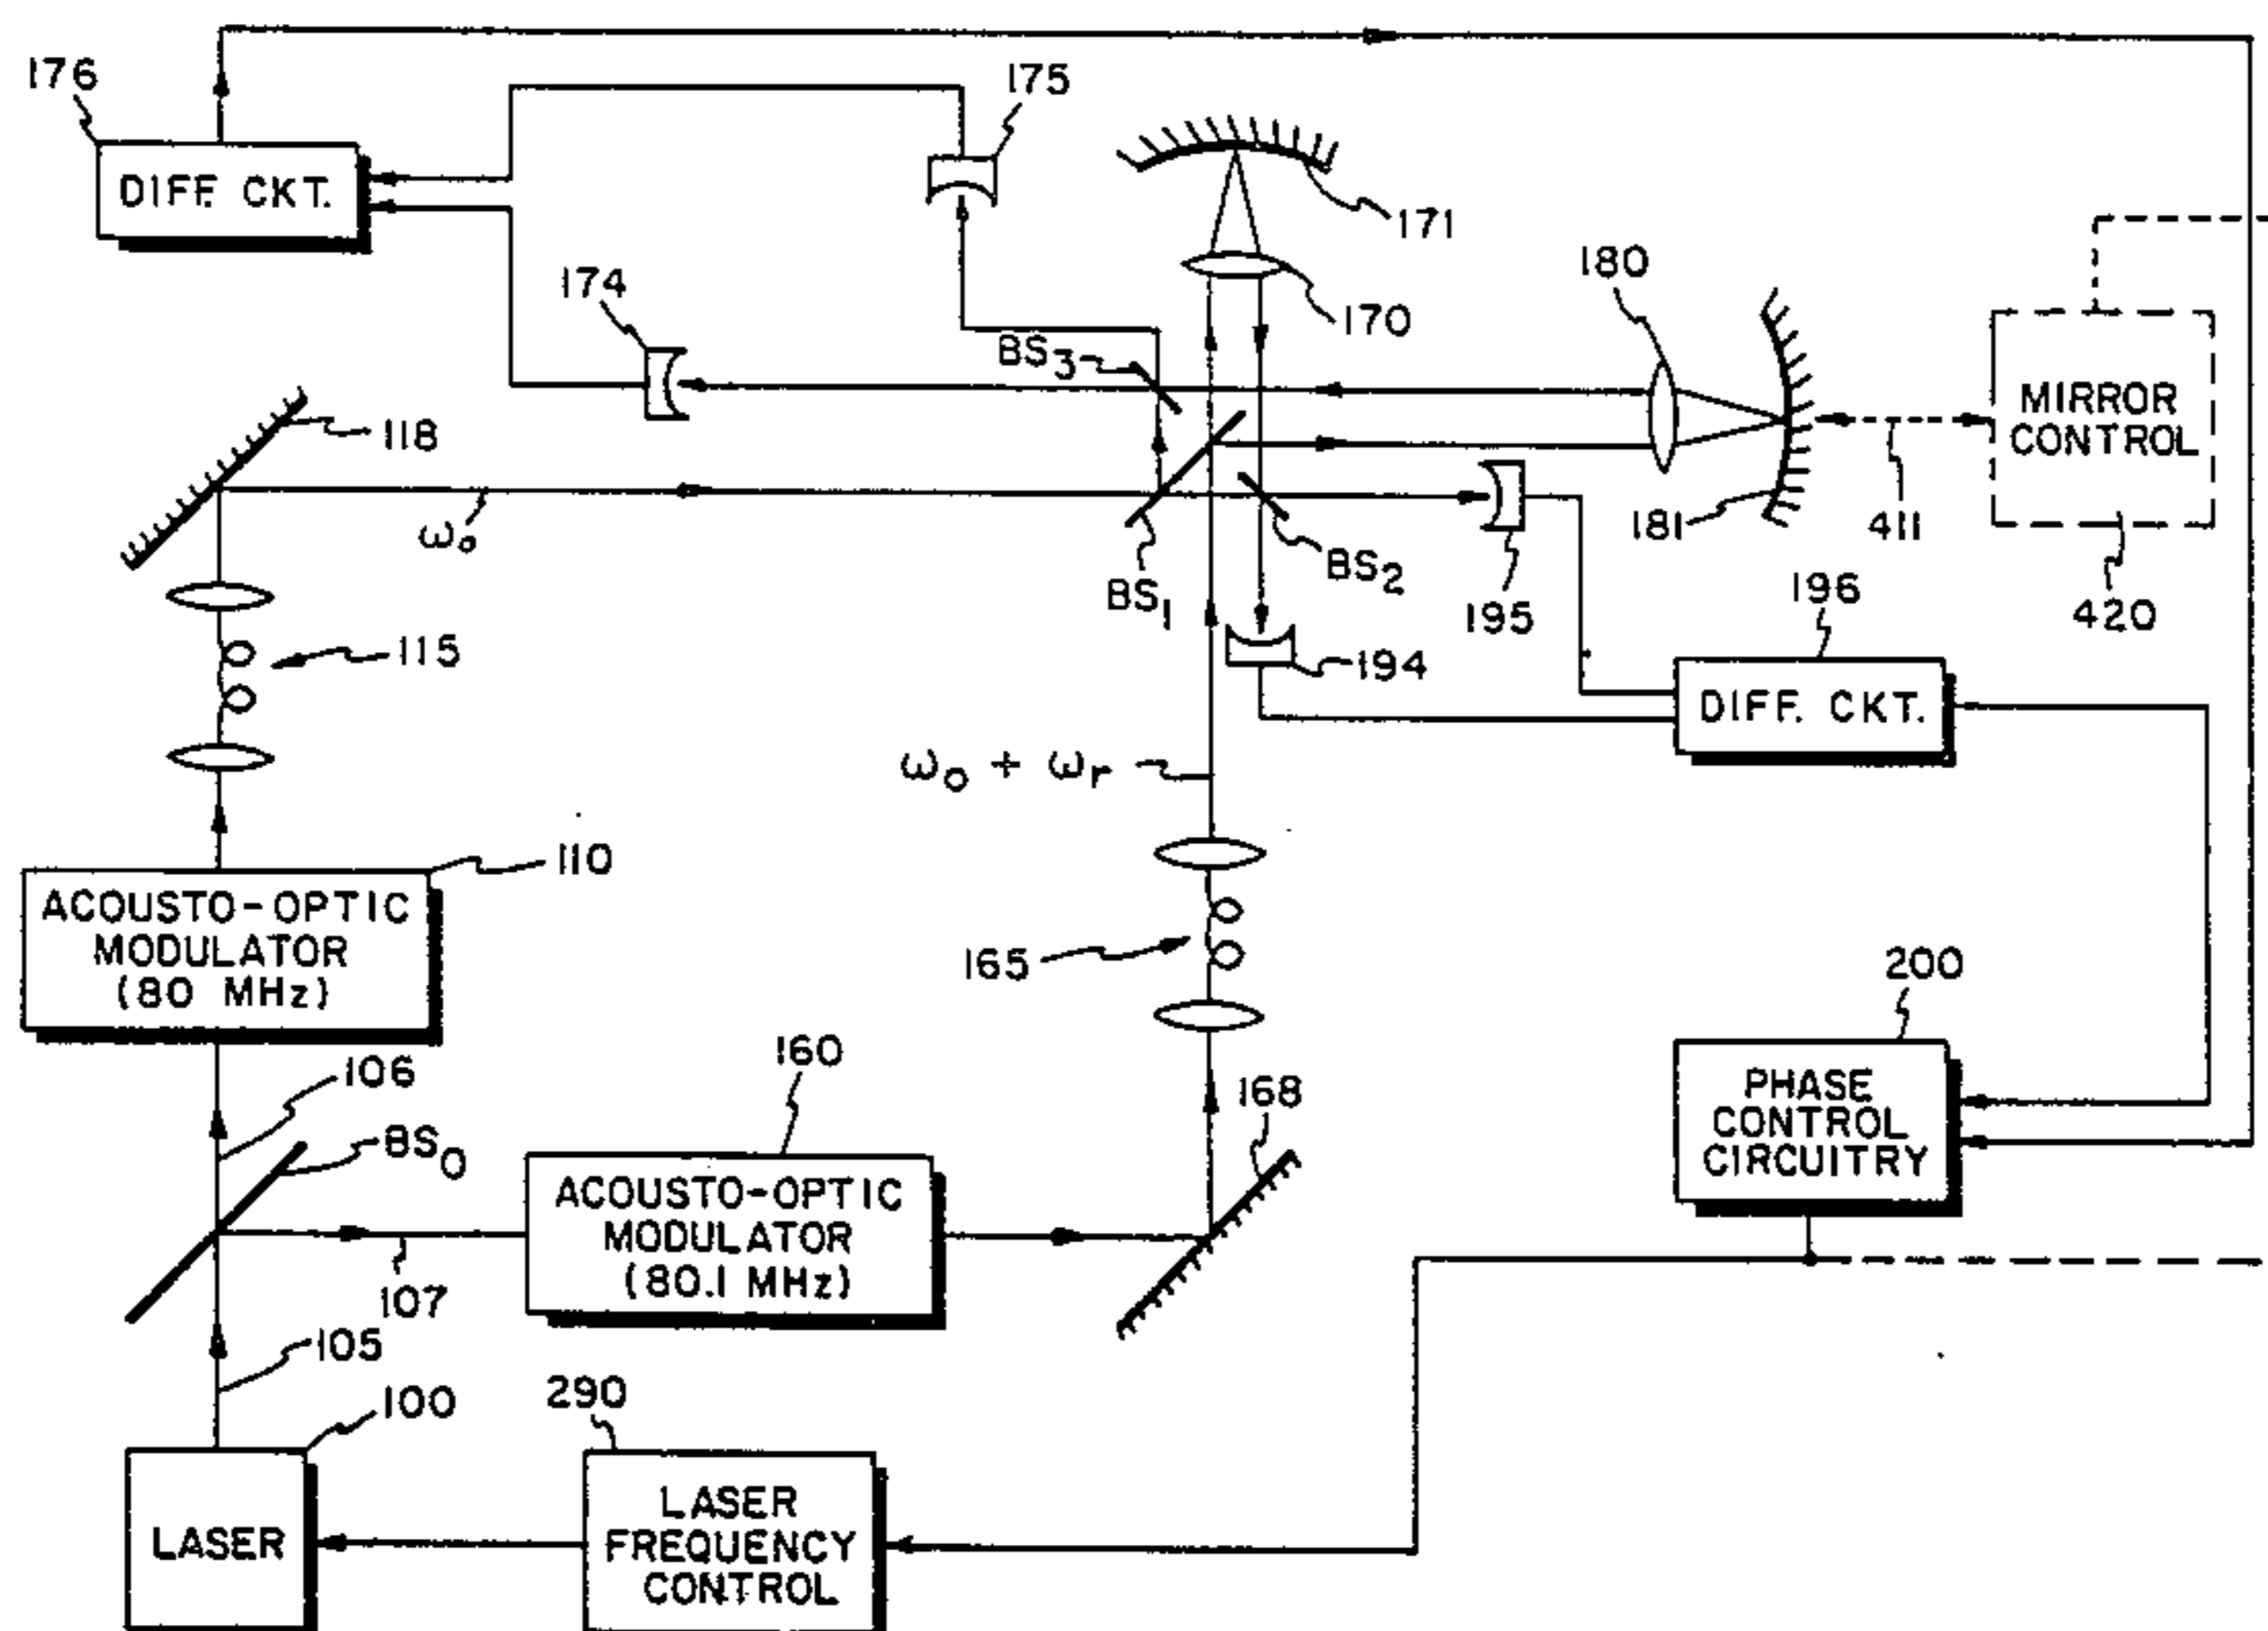 176
DIFF. CKT.
175
171
174
BS3
170
180
MIRROR
CONTROL
118
ω₀
BS1
BS2
195
181
411
420
196
194
DIFF. CKT.
115
ω₀ + ωr
110
ACOUSTO-OPTIC
MODULATOR
(80 MHz)
165
200
PHASE
CONTROL
CIRCUITRY
106
160
168
BS0
ACOUSTO-OPTIC
MODULATOR
(80.1 MHz)
107
105
100
290
LASER
LASER
FREQUENCY
CONTROL